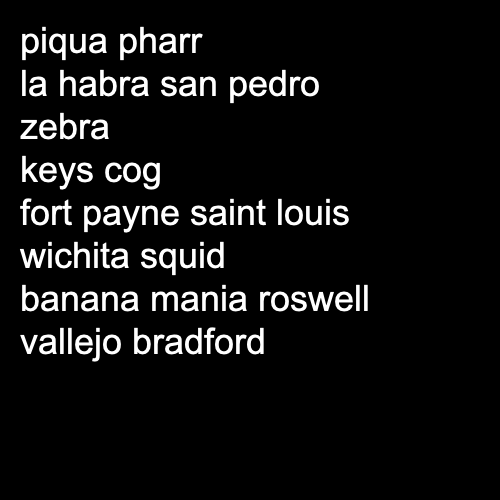 piqua pharr
la habra san pedro
zebra
keys cog
fort payne saint louis
wichita squid
banana mania roswell
vallejo bradford